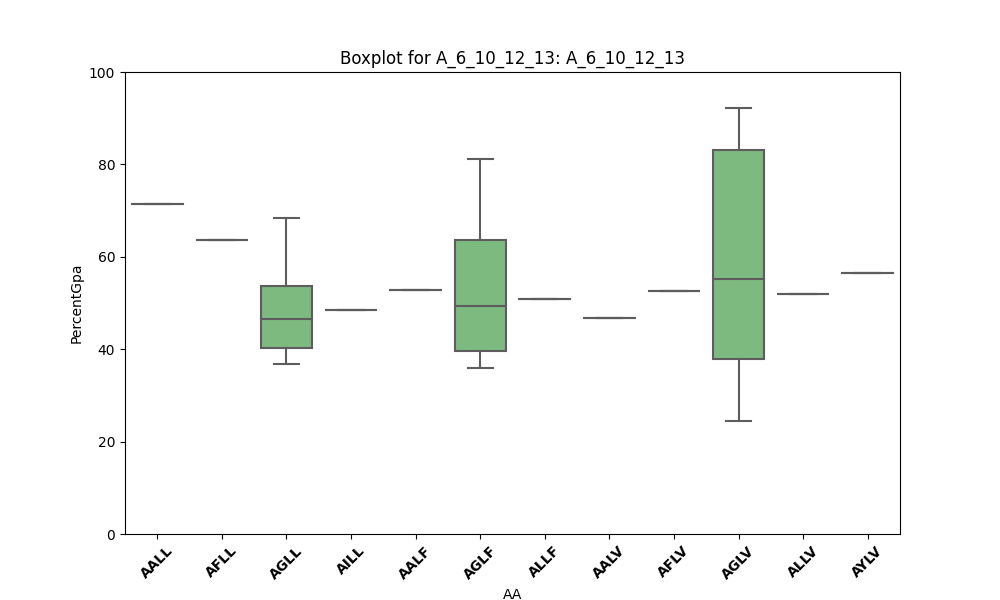 Boxplot for A_6_10_12_13: A_6_10_12_13
100
80
60
40
20
0
PercentGpa
AALL
AFLL
AGLL
AILL
AALF
AGLF
ALLF
AALV
AFLV
AGLV
ALLV
AYLV
AA